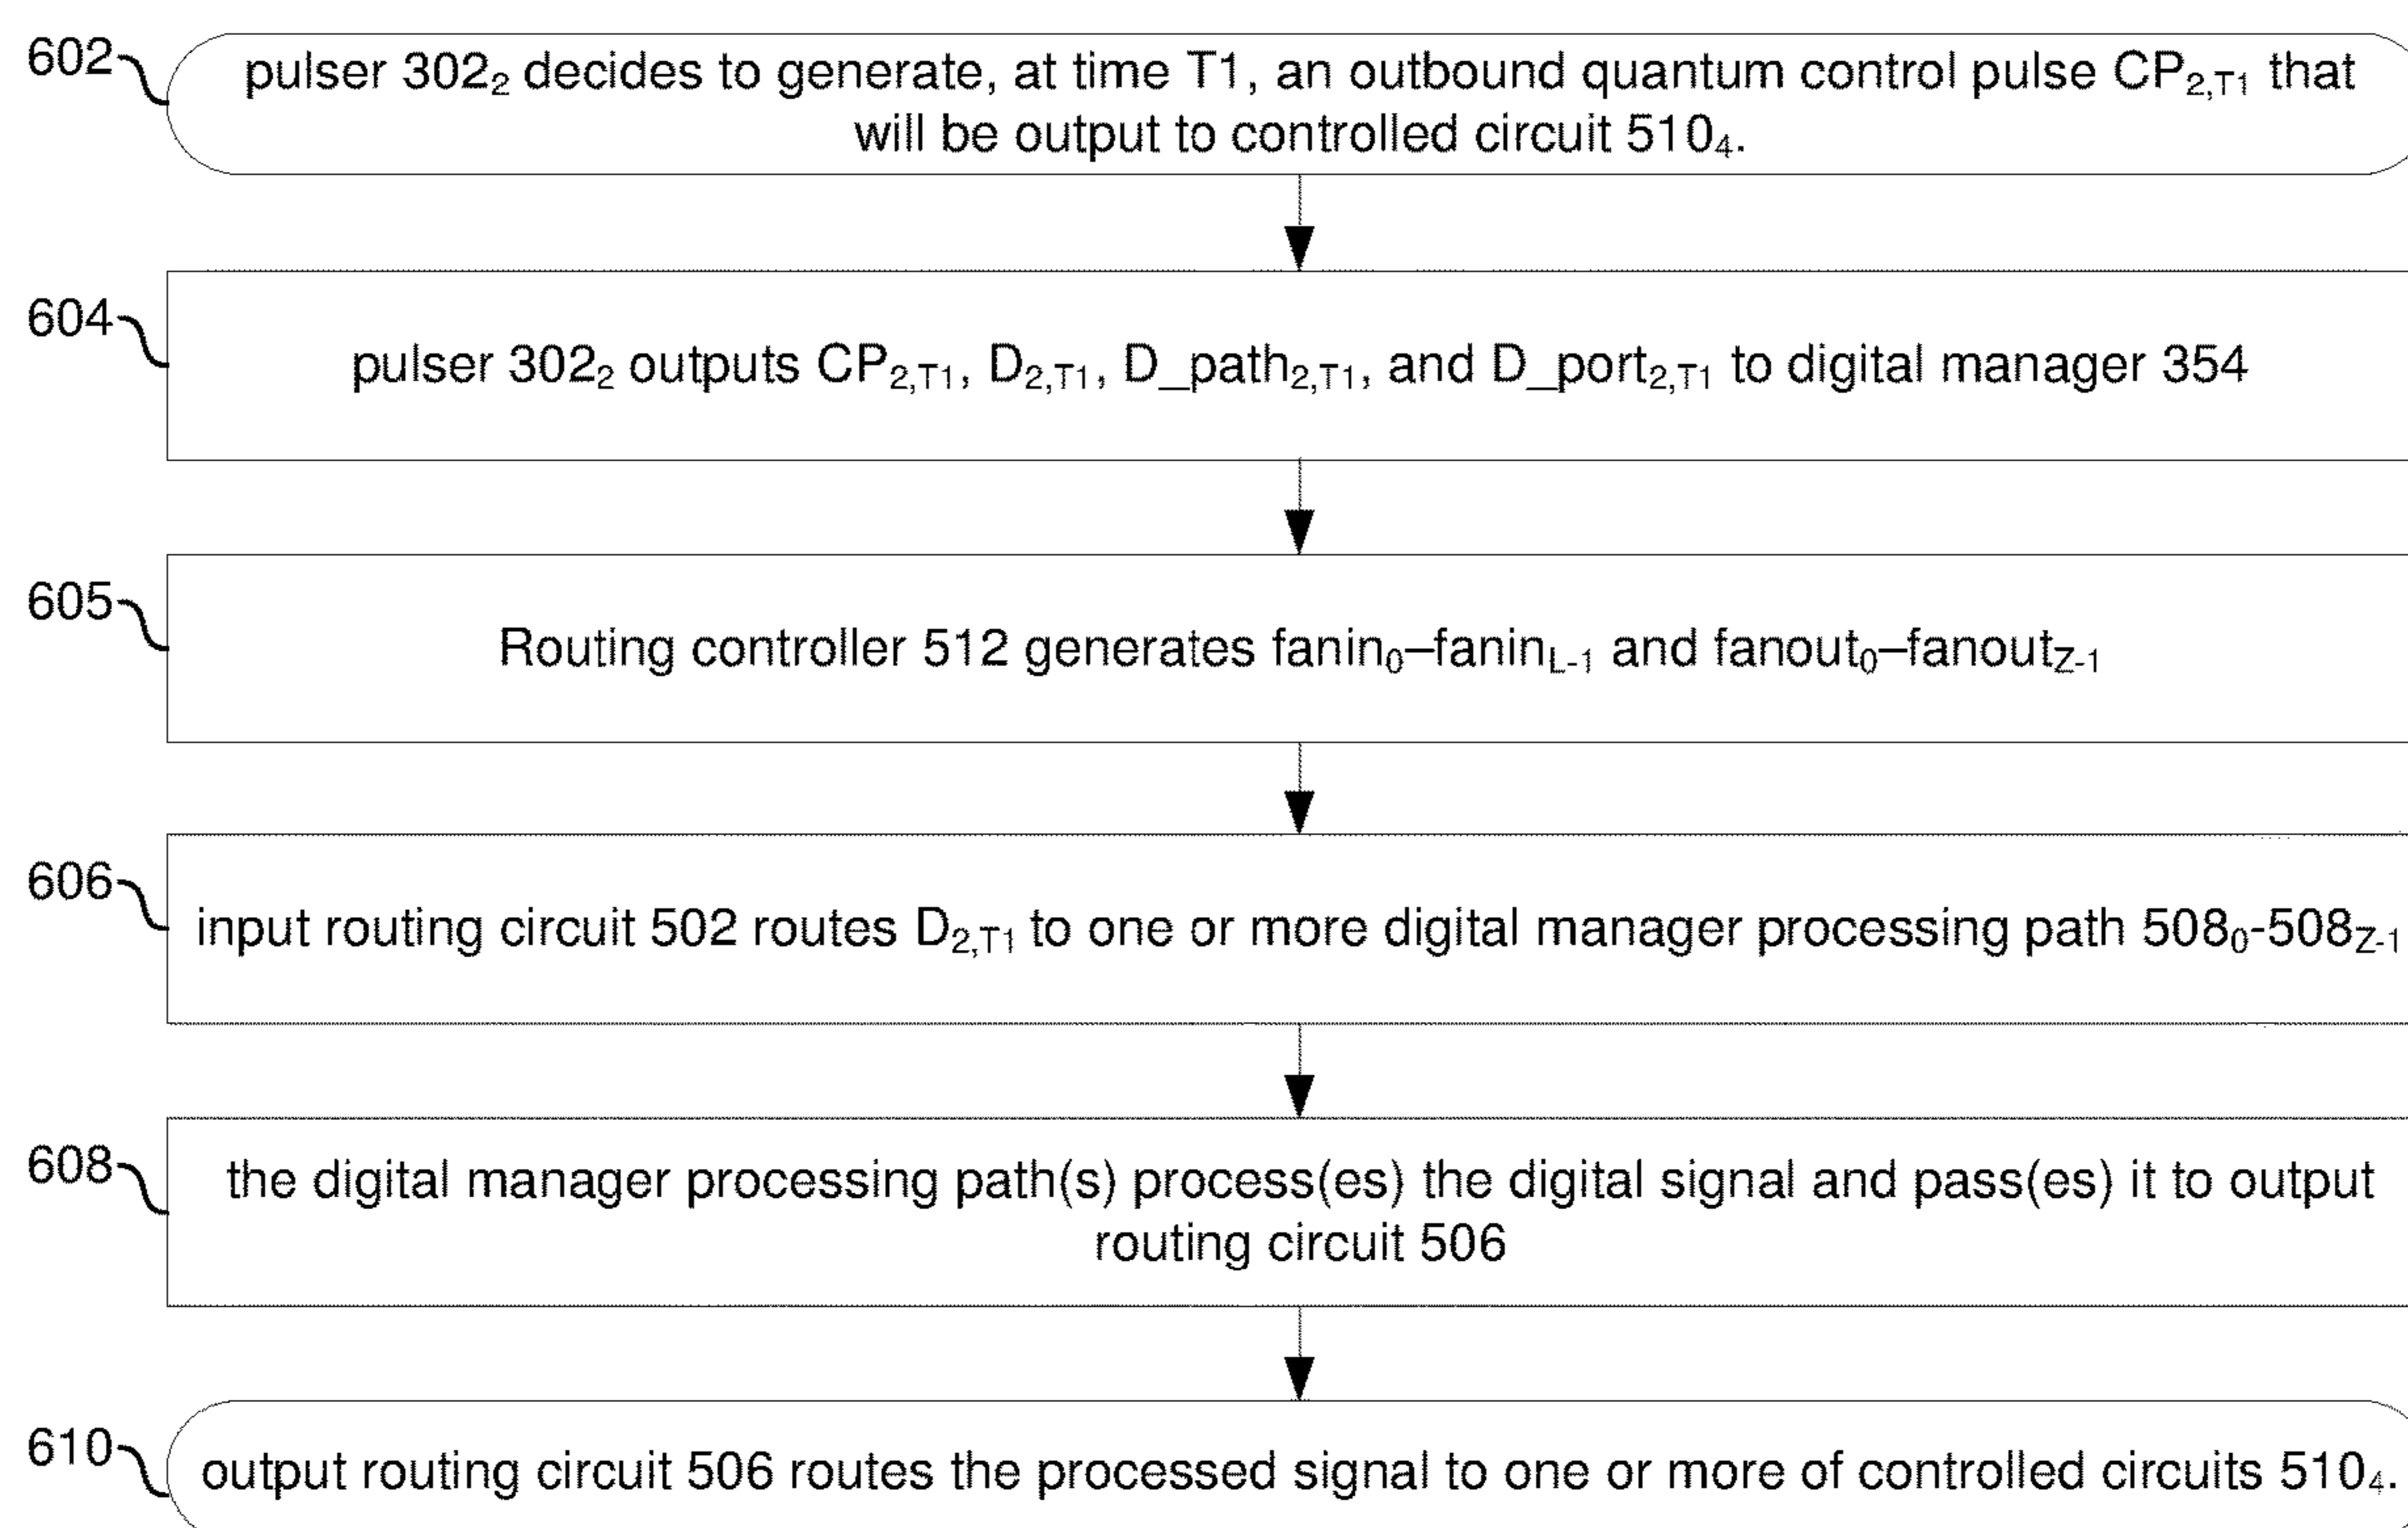 602
pulser 302₂ decides to generate, at time T1, an outbound quantum control pulse CP₂,T₁ that
will be output to controlled circuit 510₄.
604
pulser 302₂ outputs CP₂,T₁, D₂,T₁, D_path₂,T₁, and D_port₂,T₁ to digital manager 354
605
Routing controller 512 generates fanin₀–fanin_L-1 and fanout₀–fanout_Z-1
606
input routing circuit 502 routes D₂,T₁ to one or more digital manager processing path 508₀-508_Z-1
608
the digital manager processing path(s) process(es) the digital signal and pass(es) it to output
routing circuit 506
610
output routing circuit 506 routes the processed signal to one or more of controlled circuits 510₄.